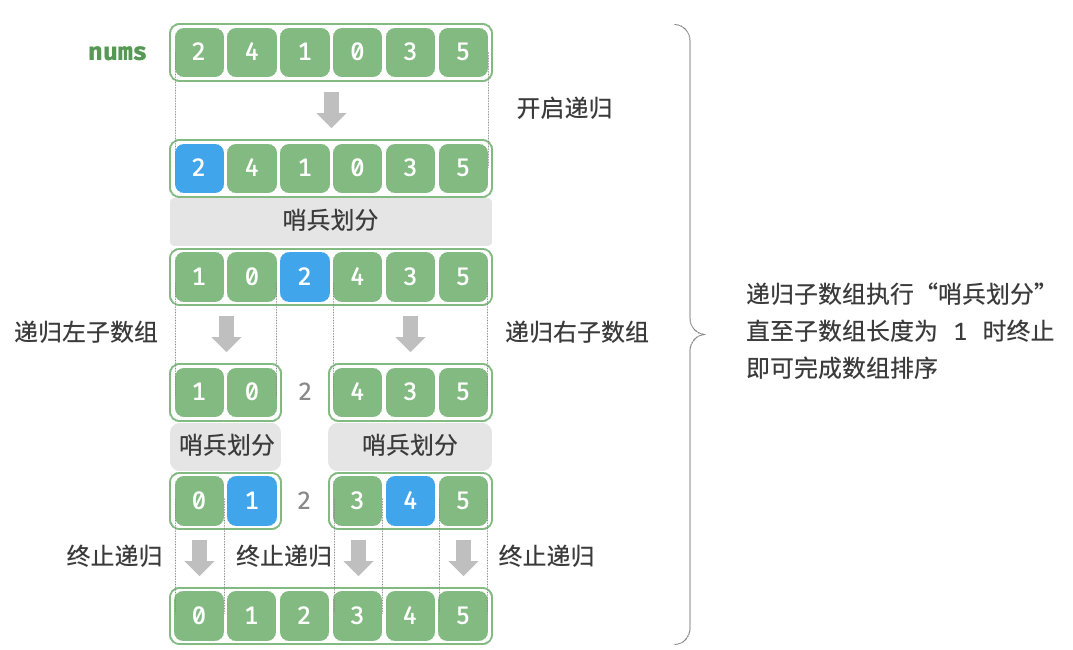 nums 2 4 1 0 3 5
开启递归
2 4 1 0 3 5
哨兵划分
1 0 2 4 3 5
递归左子数组 递归右子数组
1 0 2 4 3 5
哨兵划分 哨兵划分
0 1 2 3 4 5
终止递归 终止递归 终止递归
0 1 2 3 4 5
递归子数组执行“哨兵划分”
直至子数组长度为 1 时终止
即可完成数组排序